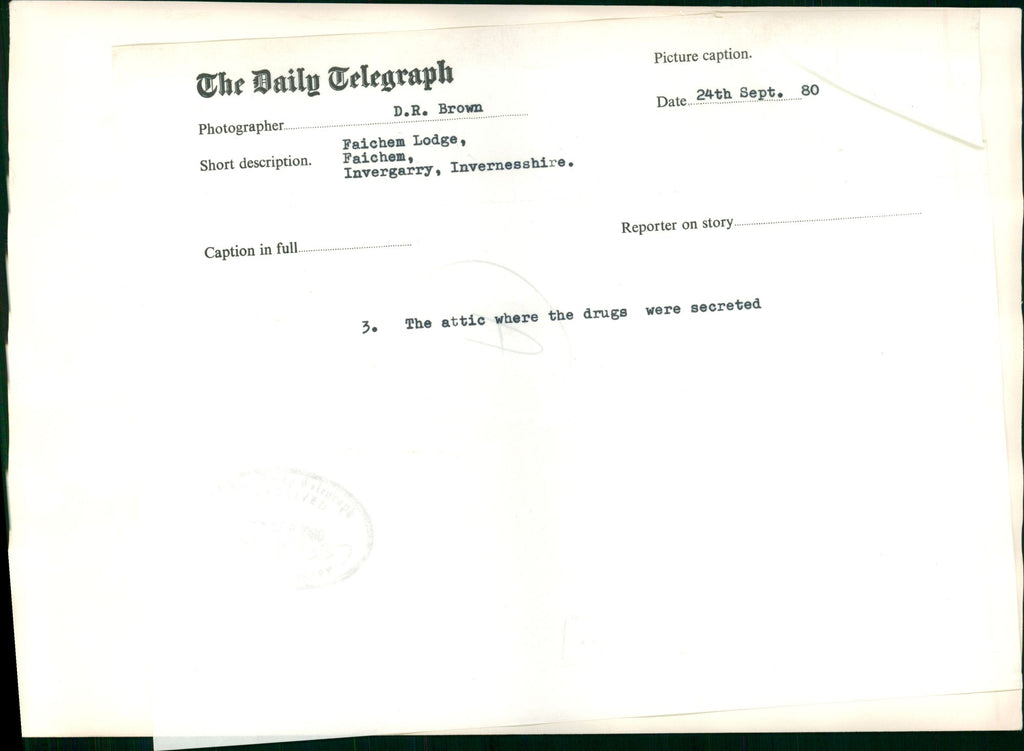 The Daily Telegraph
Picture caption.
Photographer D.R. Brown
Date 24th Sept. 80
Short description. Faichem Lodge,
Faichem,
Invergarry, Invernesshire.
Caption in full
Reporter on story
3. The attic where the drugs were secreted